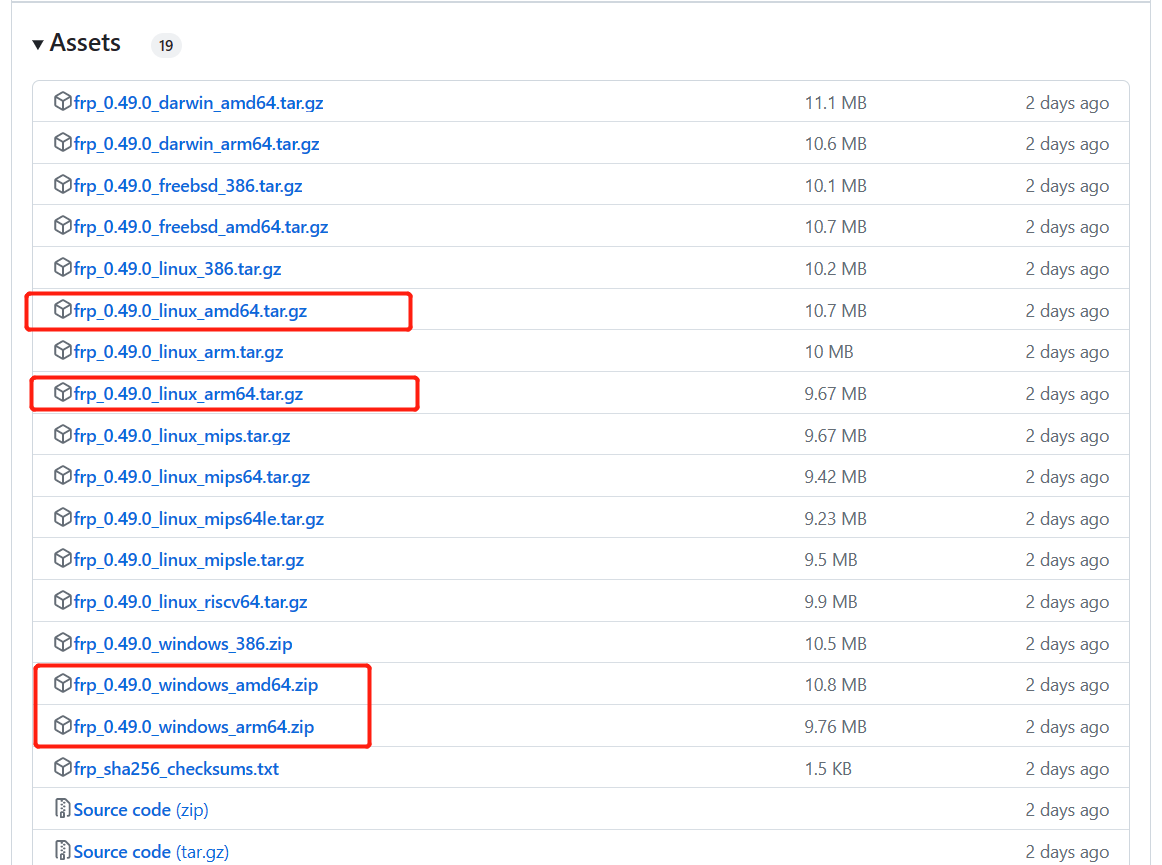 Assets 19
frp_0.49.0_darwin_amd64.tar.gz 11.1 MB 2 days ago
frp_0.49.0_darwin_arm64.tar.gz 10.6 MB 2 days ago
frp_0.49.0_freebsd_386.tar.gz 10.1 MB 2 days ago
frp_0.49.0_freebsd_amd64.tar.gz 10.7 MB 2 days ago
frp_0.49.0_linux_386.tar.gz 10.2 MB 2 days ago
frp_0.49.0_linux_amd64.tar.gz 10.7 MB 2 days ago
frp_0.49.0_linux_arm.tar.gz 10 MB 2 days ago
frp_0.49.0_linux_arm64.tar.gz 9.67 MB 2 days ago
frp_0.49.0_linux_mips.tar.gz 9.67 MB 2 days ago
frp_0.49.0_linux_mips64.tar.gz 9.42 MB 2 days ago
frp_0.49.0_linux_mips64le.tar.gz 9.23 MB 2 days ago
frp_0.49.0_linux_mipsle.tar.gz 9.5 MB 2 days ago
frp_0.49.0_linux_riscv64.tar.gz 9.9 MB 2 days ago
frp_0.49.0_windows_386.zip 10.5 MB 2 days ago
frp_0.49.0_windows_amd64.zip 10.8 MB 2 days ago
frp_0.49.0_windows_arm64.zip 9.76 MB 2 days ago
frp_sha256_checksums.txt 1.5 KB 2 days ago
Source code (zip) 2 days ago
Source code (tar.gz) 2 days ago